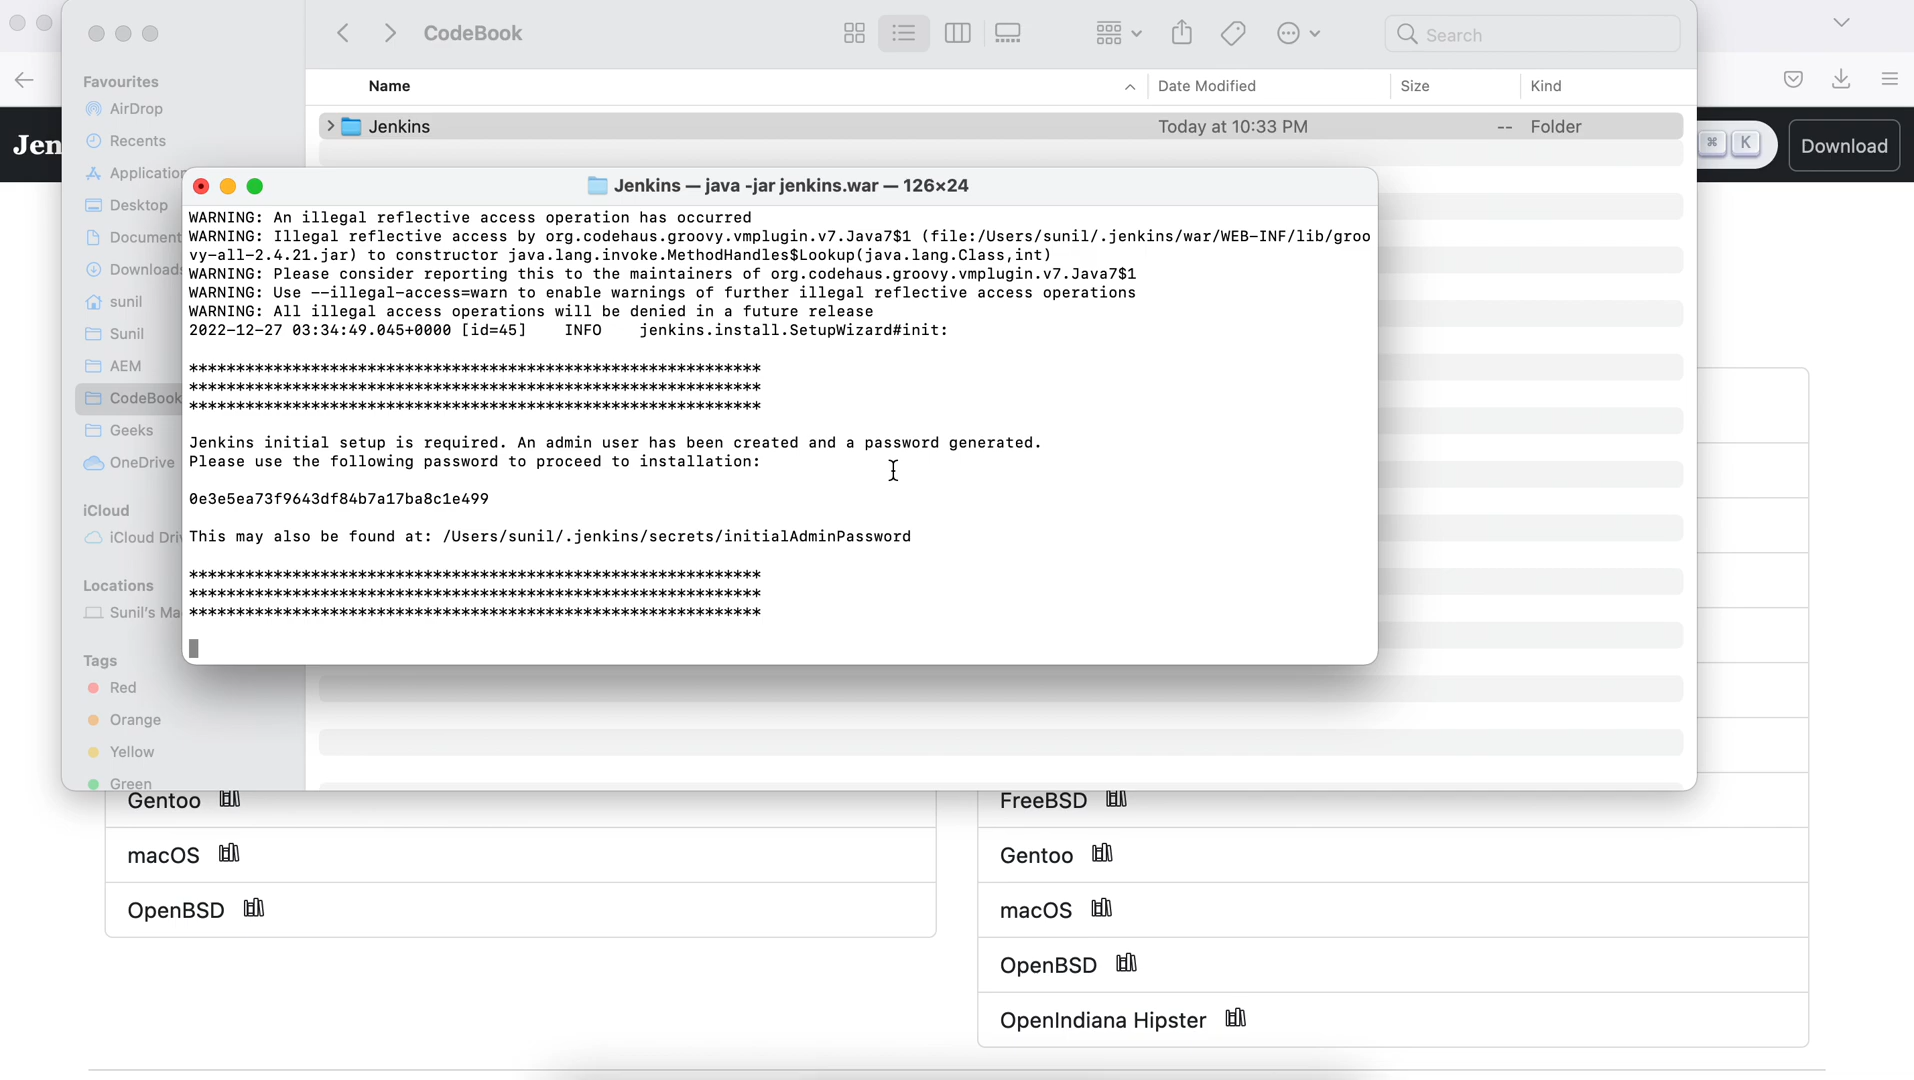 CodeBook
Search
Favourites
AirDrop
Recents
Application
Desktop
Document
Downloads
sunil
Sunil
AEM
CodeBook
Geeks
OneDrive
iCloud
iCloud Dri
Locations
Sunil's Ma
Tags
Red
Orange
Yellow
Green
Name
Date Modified
Size
Kind
Jenkins
Today at 10:33 PM
--
Folder
Jen
⌘ K
Download
Jenkins — java -jar jenkins.war — 126×24
WARNING: An illegal reflective access operation has occurred
WARNING: Illegal reflective access by org.codehaus.groovy.vmplugin.v7.Java7$1 (file:/Users/sunil/.jenkins/war/WEB-INF/lib/groo
vy-all-2.4.21.jar) to constructor java.lang.invoke.MethodHandles$Lookup(java.lang.Class,int)
WARNING: Please consider reporting this to the maintainers of org.codehaus.groovy.vmplugin.v7.Java7$1
WARNING: Use --illegal-access=warn to enable warnings of further illegal reflective access operations
WARNING: All illegal access operations will be denied in a future release
2022-12-27 03:34:49.045+0000 [id=45] INFO jenkins.install.SetupWizard#init:
*************************************************************
*************************************************************
*************************************************************
Jenkins initial setup is required. An admin user has been created and a password generated.
Please use the following password to proceed to installation:
0e3e5ea73f9643df84b7a17ba8c1e499
This may also be found at: /Users/sunil/.jenkins/secrets/initialAdminPassword
*************************************************************
*************************************************************
*************************************************************
Gentoo
macOS
OpenBSD
FreeBSD
Gentoo
macOS
OpenBSD
OpenIndiana Hipster